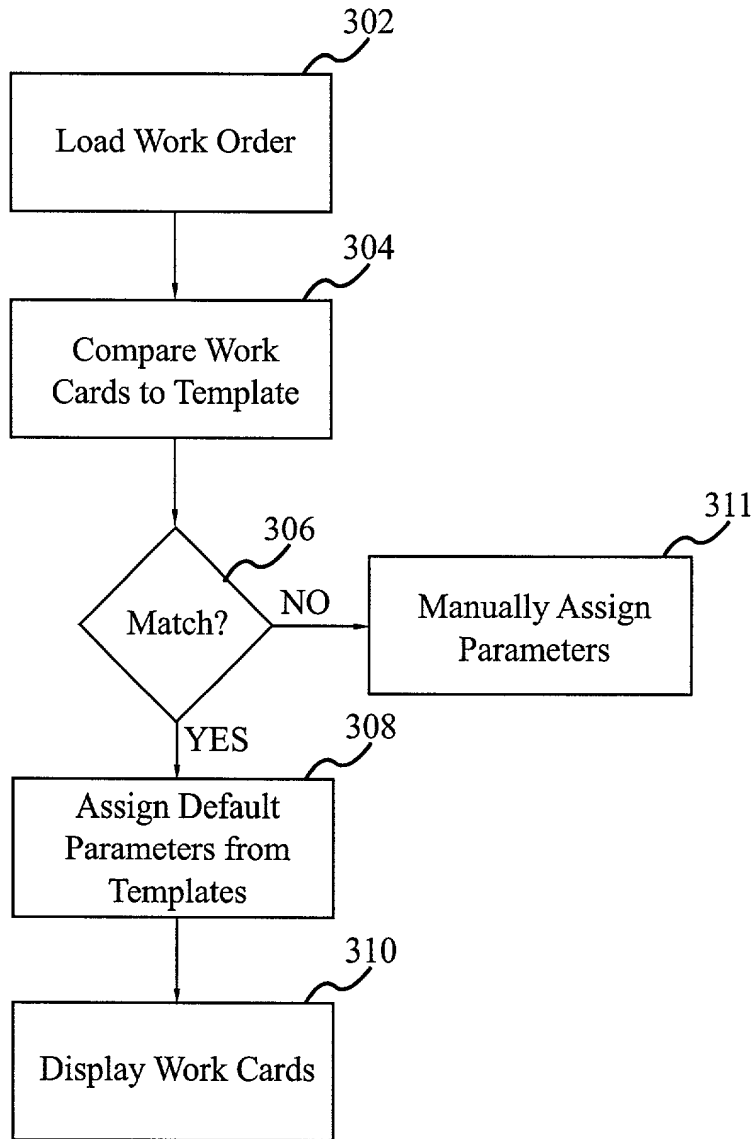 302
Load Work Order
304
Compare Work
Cards to Template
306
Match?
NO
311
Manually Assign
Parameters
YES
308
Assign Default
Parameters from
Templates
310
Display Work Cards